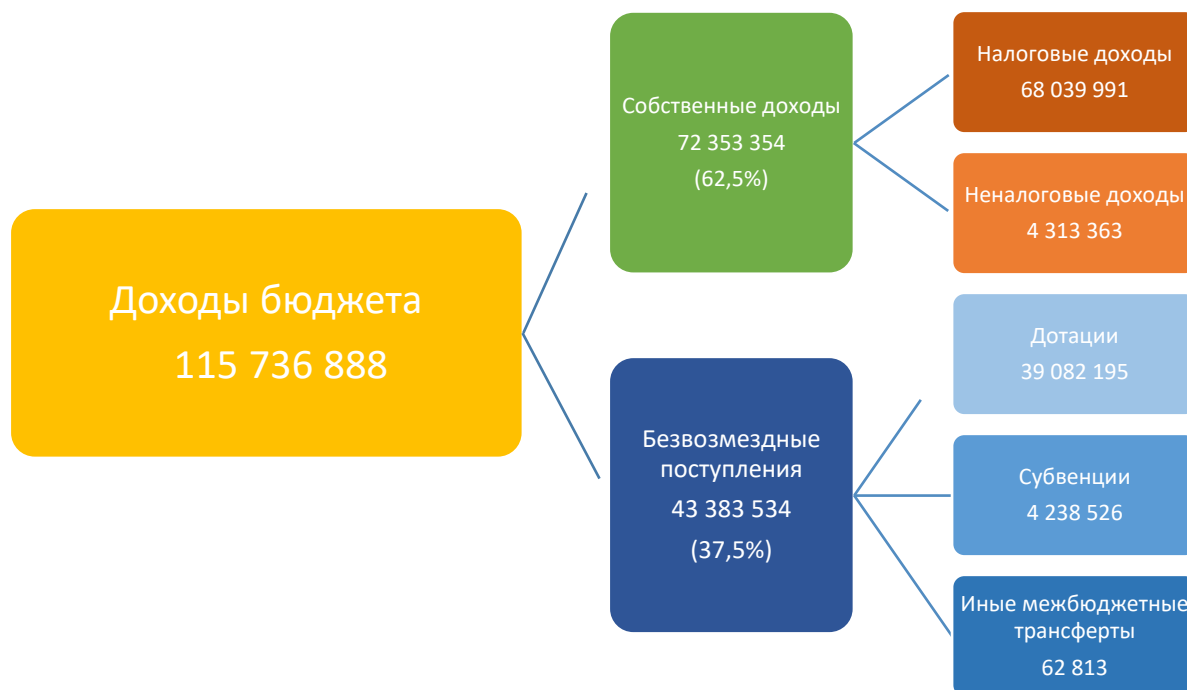 Доходы бюджета
115 736 888
Собственные доходы
72 353 354
(62,5%)
Безвозмездные
поступления
43 383 534
(37,5%)
Налоговые доходы
68 039 991
Неналоговые доходы
4 313 363
Дотации
39 082 195
Субвенции
4 238 526
Иные межбюджетные
трансферты
62 813